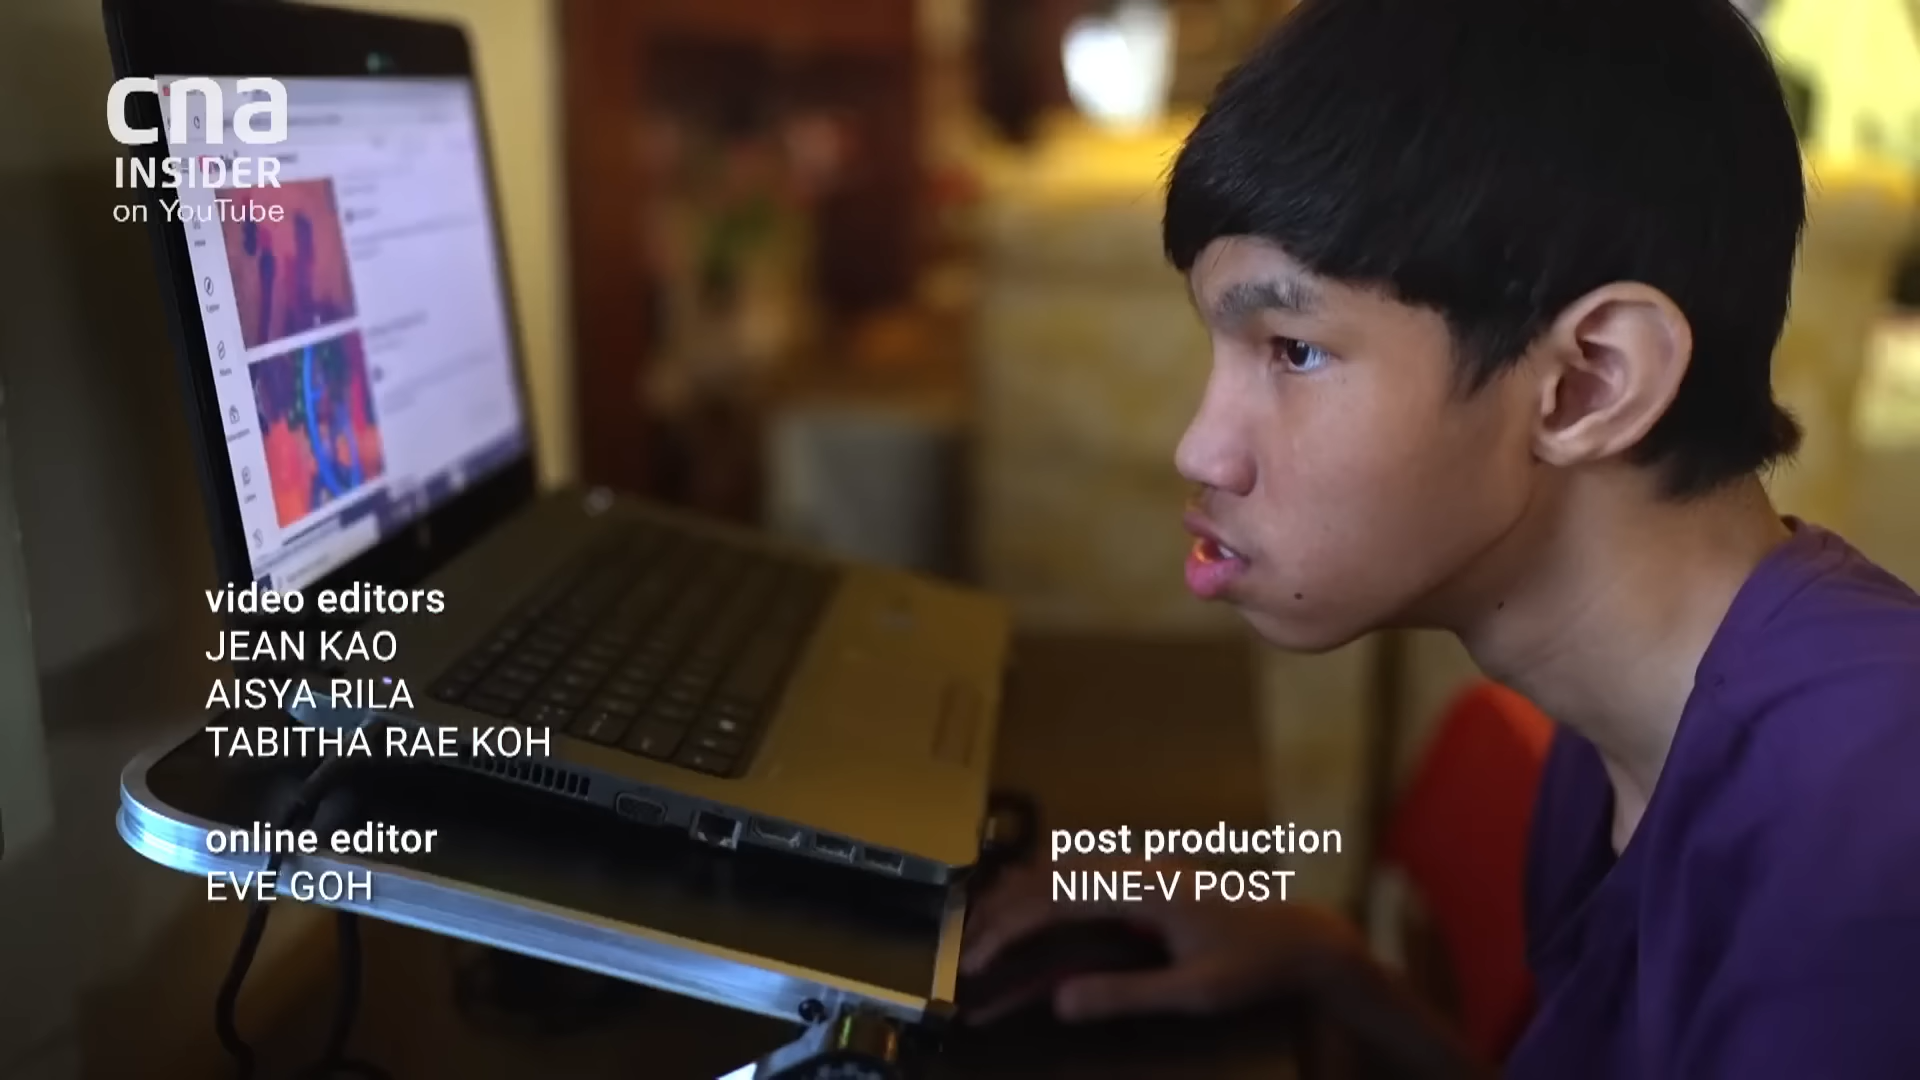 cna
INSIDER
on YouTube
video editors
JEAN KAO
AISYA RILA
TABITHA RAE KOH
online editor
EVE GOH
post production
NINE-V POST